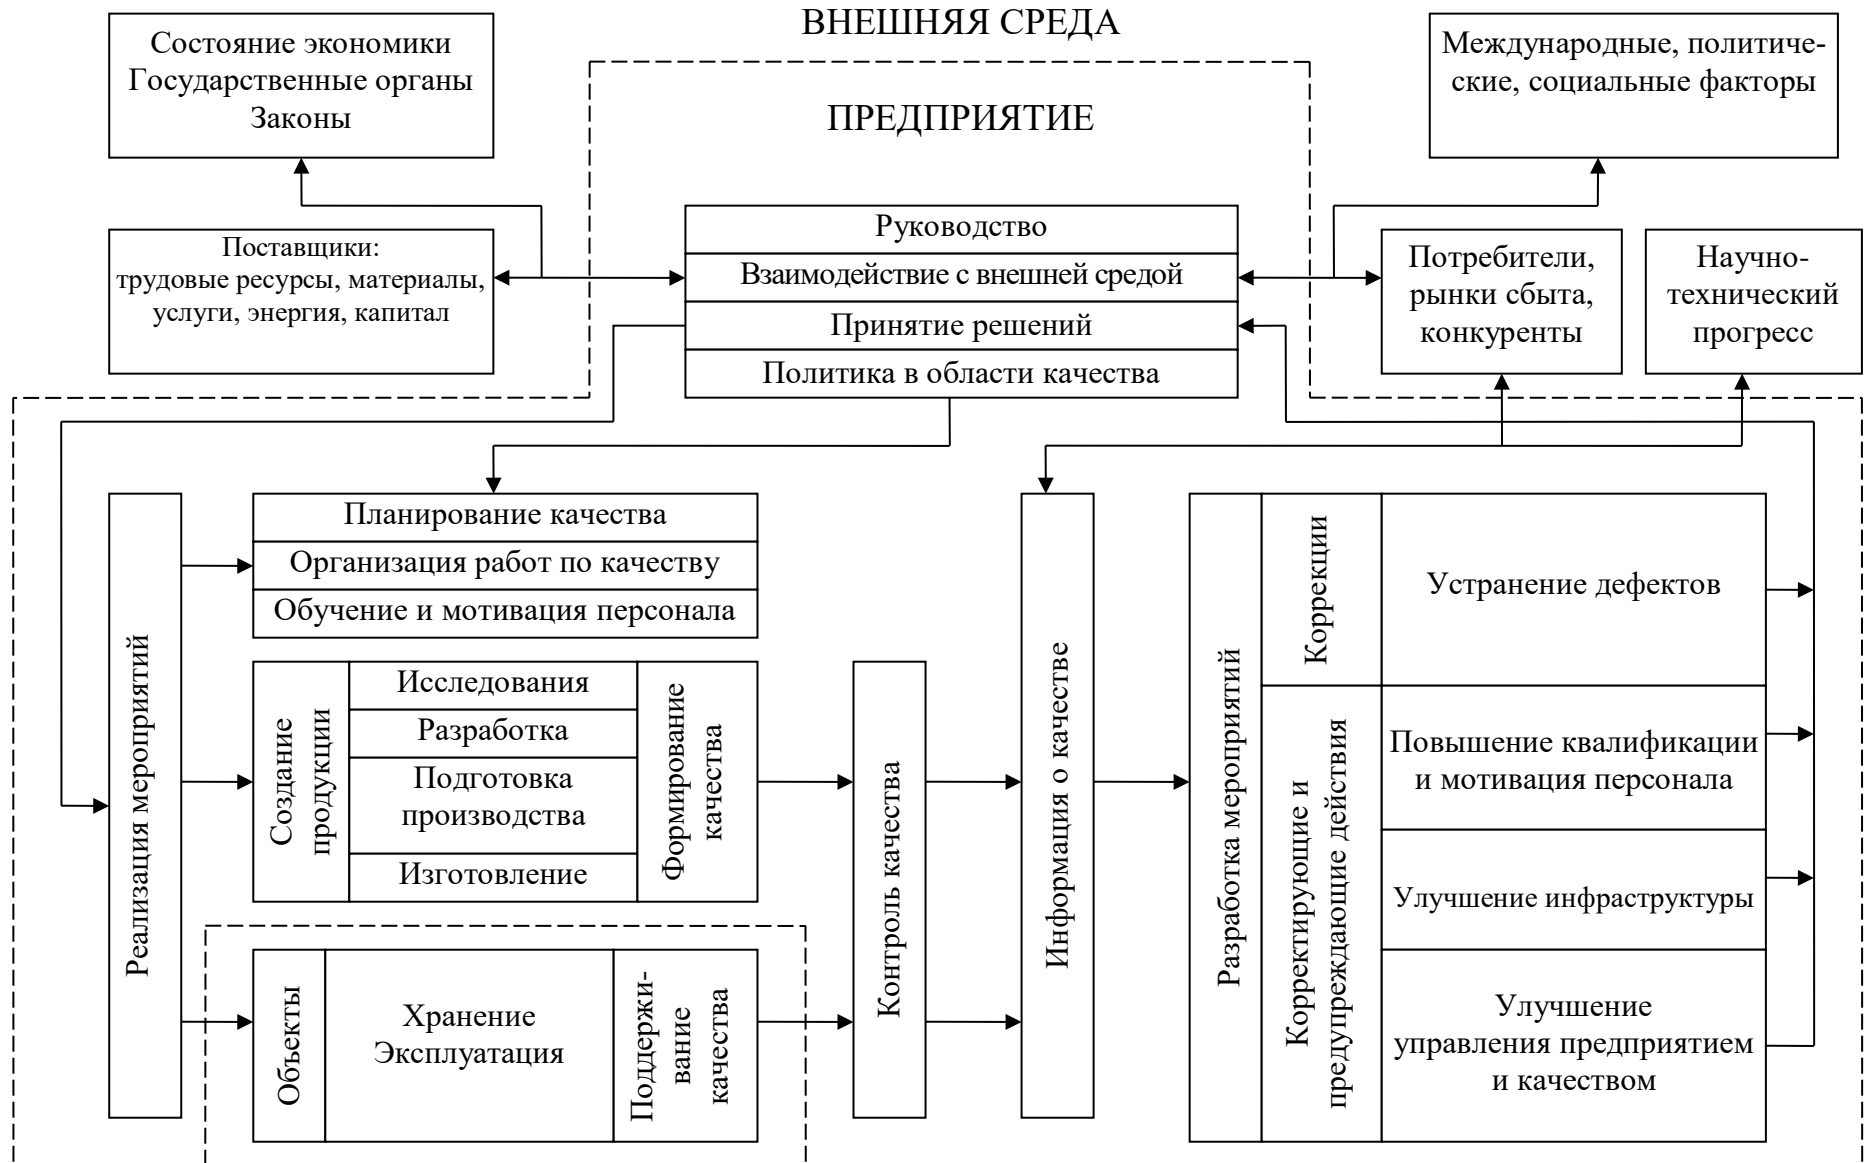 ВНЕШНЯЯ СРЕДА
Состояние экономики
Государственные органы
Законы
Международные, политиче-
ские, социальные факторы
ПРЕДПРИЯТИЕ
Поставщики:
трудовые ресурсы, материалы,
услуги, энергия, капитал
Руководство
Взаимодействие с внешней средой
Принятие решений
Политика в области качества
Потребители,
рынки сбыта,
конкуренты
Научно-
технический
прогресс
Реализация мероприятий
Планирование качества
Организация работ по качеству
Обучение и мотивация персонала
Создание
продукции
Исследования
Разработка
Подготовка
производства
Изготовление
Формирование
качества
Объекты
Хранение
Эксплуатация
Поддержи-
вание
качества
Контроль качества
Информация о качестве
Разработка мероприятий
Коррекции
Устранение дефектов
Корректирующие и
предупреждающие действия
Повышение квалификации
и мотивация персонала
Улучшение инфраструктуры
Улучшение
управления предприятием
и качеством